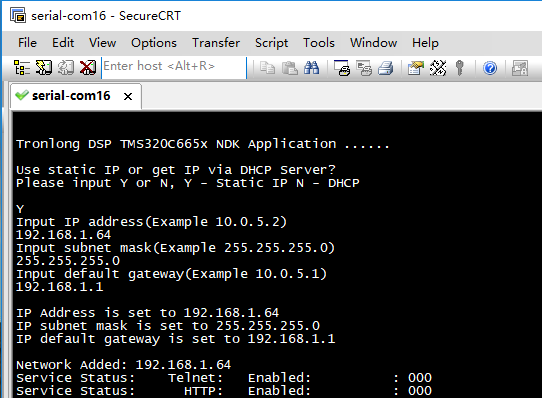 serial-com16 - SecureCRT
File Edit View Options Transfer Script Tools Window Help
Enter host <Alt+R>
serial-com16
Tronlong DSP TMS320C665x NDK Application ......
Use static IP or get IP via DHCP Server?
Please input Y or N, Y - Static IP N - DHCP
Y
Input IP address(Example 10.0.5.2)
192.168.1.64
Input subnet mask(Example 255.255.255.0)
255.255.255.0
Input default gateway(Example 10.0.5.1)
192.168.1.1
IP Address is set to 192.168.1.64
IP subnet mask is set to 255.255.255.0
IP default gateway is set to 192.168.1.1
Network Added: 192.168.1.64
Service Status: Telnet: Enabled: : 000
Service Status: HTTP: Enabled: : 000